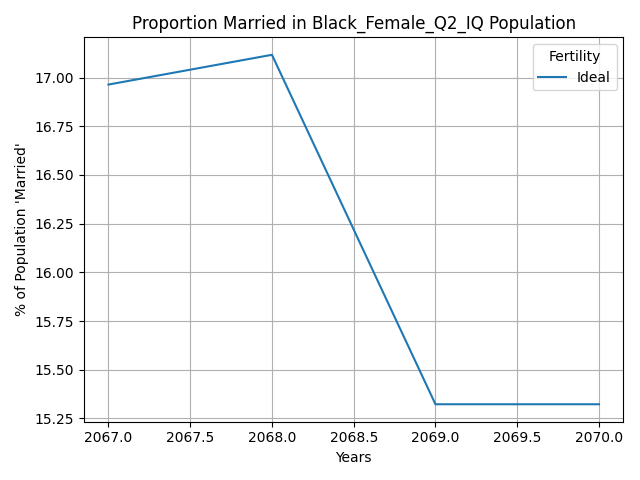 Proportion Married in Black_Female_Q2_IQ Population
% of Population 'Married'
17.00
16.75
16.50
16.25
16.00
15.75
15.50
15.25
Fertility
Ideal
2067.0 2067.5 2068.0 2068.5 2069.0 2069.5 2070.0
Years